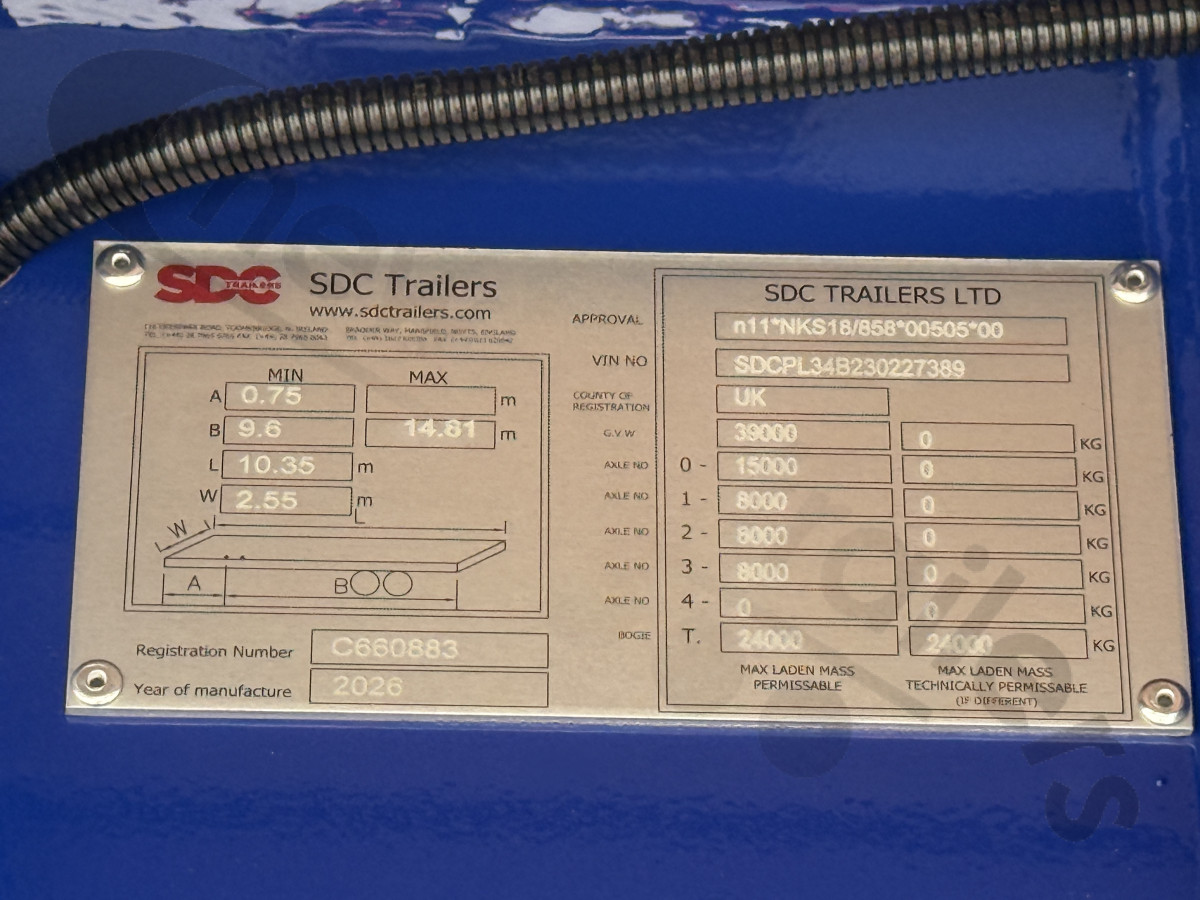 SDC TRAILERS
SDC Trailers
www.sdctrailers.com
MIN MAX
A 0.75 m
B 9.6 14.81 m
L 10.35 m
W 2.55 m
L
W
A
B
Registration Number C660883
Year of manufacture 2026
SDC TRAILERS LTD
APPROVAL n11*NKS18/858*00505*00
VIN NO SDCPL34B230227389
COUNTY OF REGISTRATION UK
G.V.W 39000 0 KG
AXLE NO 0 - 15000 0 KG
AXLE NO 1 - 8000 0 KG
AXLE NO 2 - 8000 0 KG
AXLE NO 3 - 8000 0 KG
AXLE NO 4 - 0 0 KG
BOGIE T. 24000 24000 KG
MAX LADEN MASS
PERMISSABLE
MAX LADEN MASS
TECHNICALLY PERMISSABLE
(IF DIFFERENT)